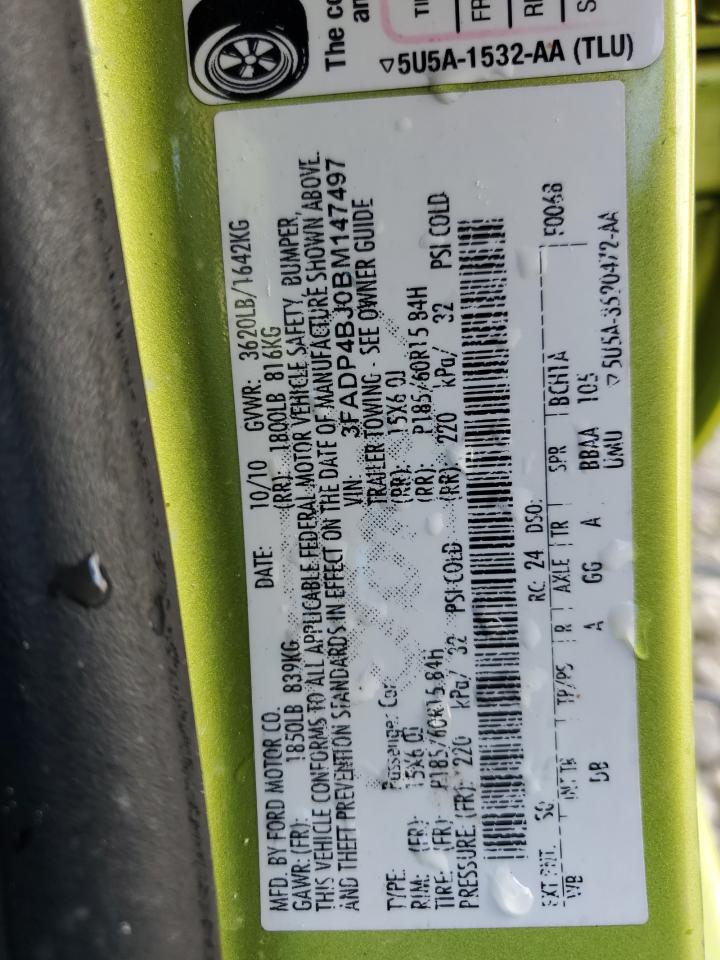 The co
an
TI
FR
RE
S
▽5U5A-1532-AA (TLU)
MFD. BY FORD MOTOR CO. DATE: 10/10 GVWR: 3620LB/1642KG
GAWR: (FR): 1850LB 839KG (RR): 1800LB 816KG
THIS VEHICLE CONFORMS TO ALL APPLICABLE FEDERAL MOTOR VEHICLE SAFETY, BUMPER,
AND THEFT PREVENTION STANDARDS IN EFFECT ON THE DATE OF MANUFACTURE SHOWN ABOVE.
VIN: 3FADP4BJ0BM147497
TYPE: Passenger Car TRAILER TOWING - SEE OWNER GUIDE
RIM: (FR): 15X6.0J (RR): 15X6.0J
TIRE: (FR): P185/60R15 84H (RR): P185/60R15 84H
PRESSURE: (FR): 220 kPa/ 32 PSI COLD (RR): 220 kPa/ 32 PSI COLD
EXT PNT: RC: 24 DSO: F0068
WB INT TR TP/PS R AXLE TR SPR BCH1A
DB A GG A BBAA 105
UMU ▽5U5A-3520472-AA